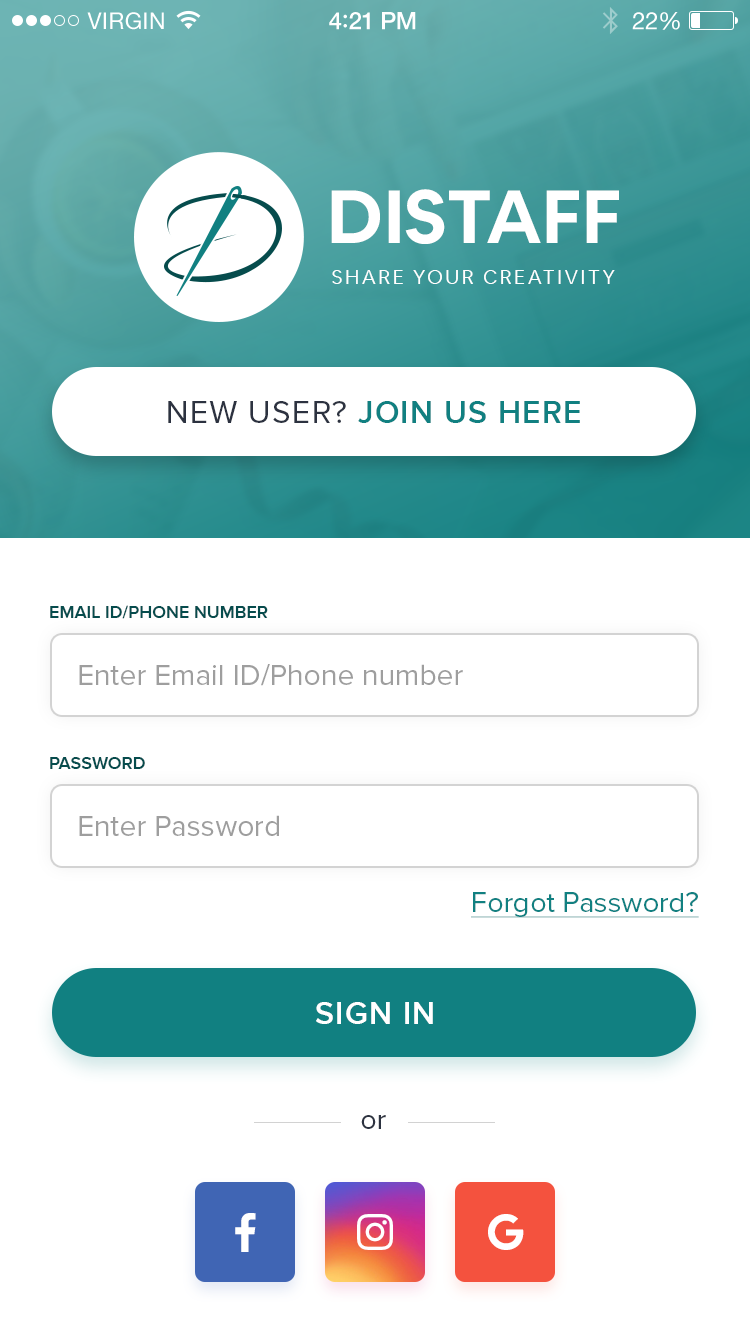 VIRGIN 4:21 PM 22%
DISTAFF
SHARE YOUR CREATIVITY
NEW USER? JOIN US HERE
EMAIL ID/PHONE NUMBER
Enter Email ID/Phone number
PASSWORD
Enter Password
Forgot Password?
SIGN IN
or